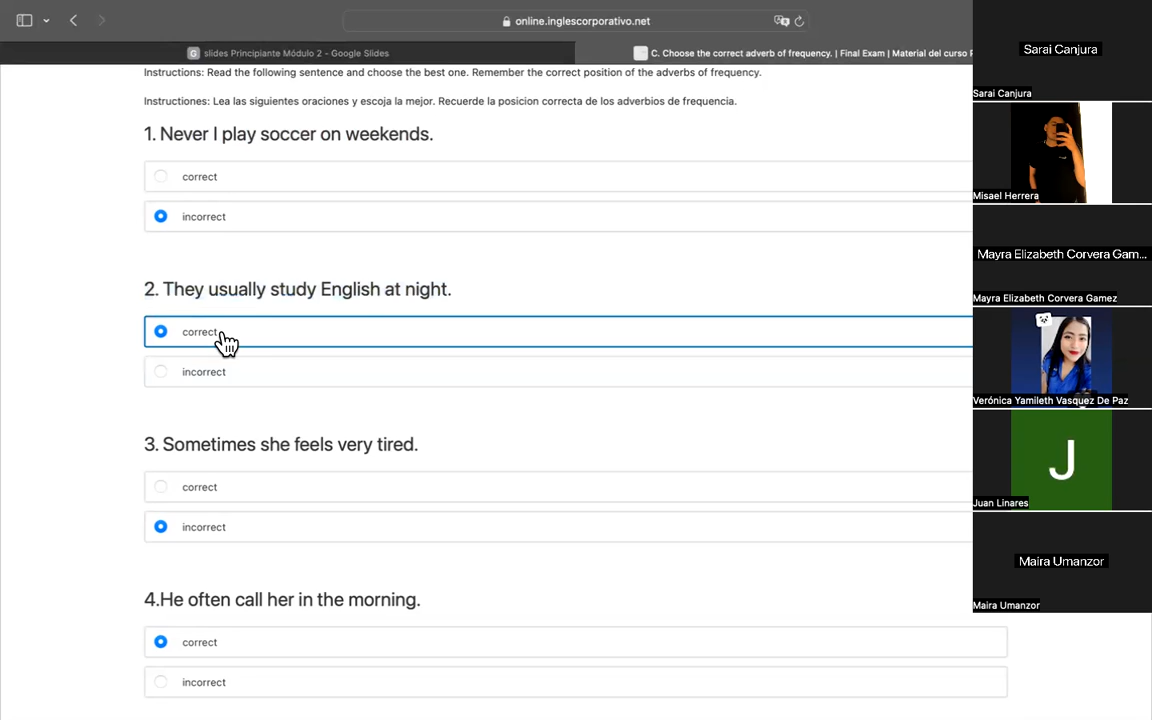 online.inglescorporativo.net
G slides Principiante Módulo 2 - Google Slides
C. Choose the correct adverb of frequency. | Final Exam | Material del curso P
Instructions: Read the following sentence and choose the best one. Remember the correct position of the adverbs of frequency.
Instructiones: Lea las siguientes oraciones y escoja la mejor. Recuerde la posicion correcta de los adverbios de frequencia.
1. Never I play soccer on weekends.
correct
incorrect
2. They usually study English at night.
correct
incorrect
3. Sometimes she feels very tired.
correct
incorrect
4.He often call her in the morning.
correct
incorrect
Sarai Canjura
Sarai Canjura
Misael Herrera
Mayra Elizabeth Corvera Gam...
Mayra Elizabeth Corvera Gamez
Verónica Yamileth Vasquez De Paz
J
Juan Linares
Maira Umanzor
Maira Umanzor